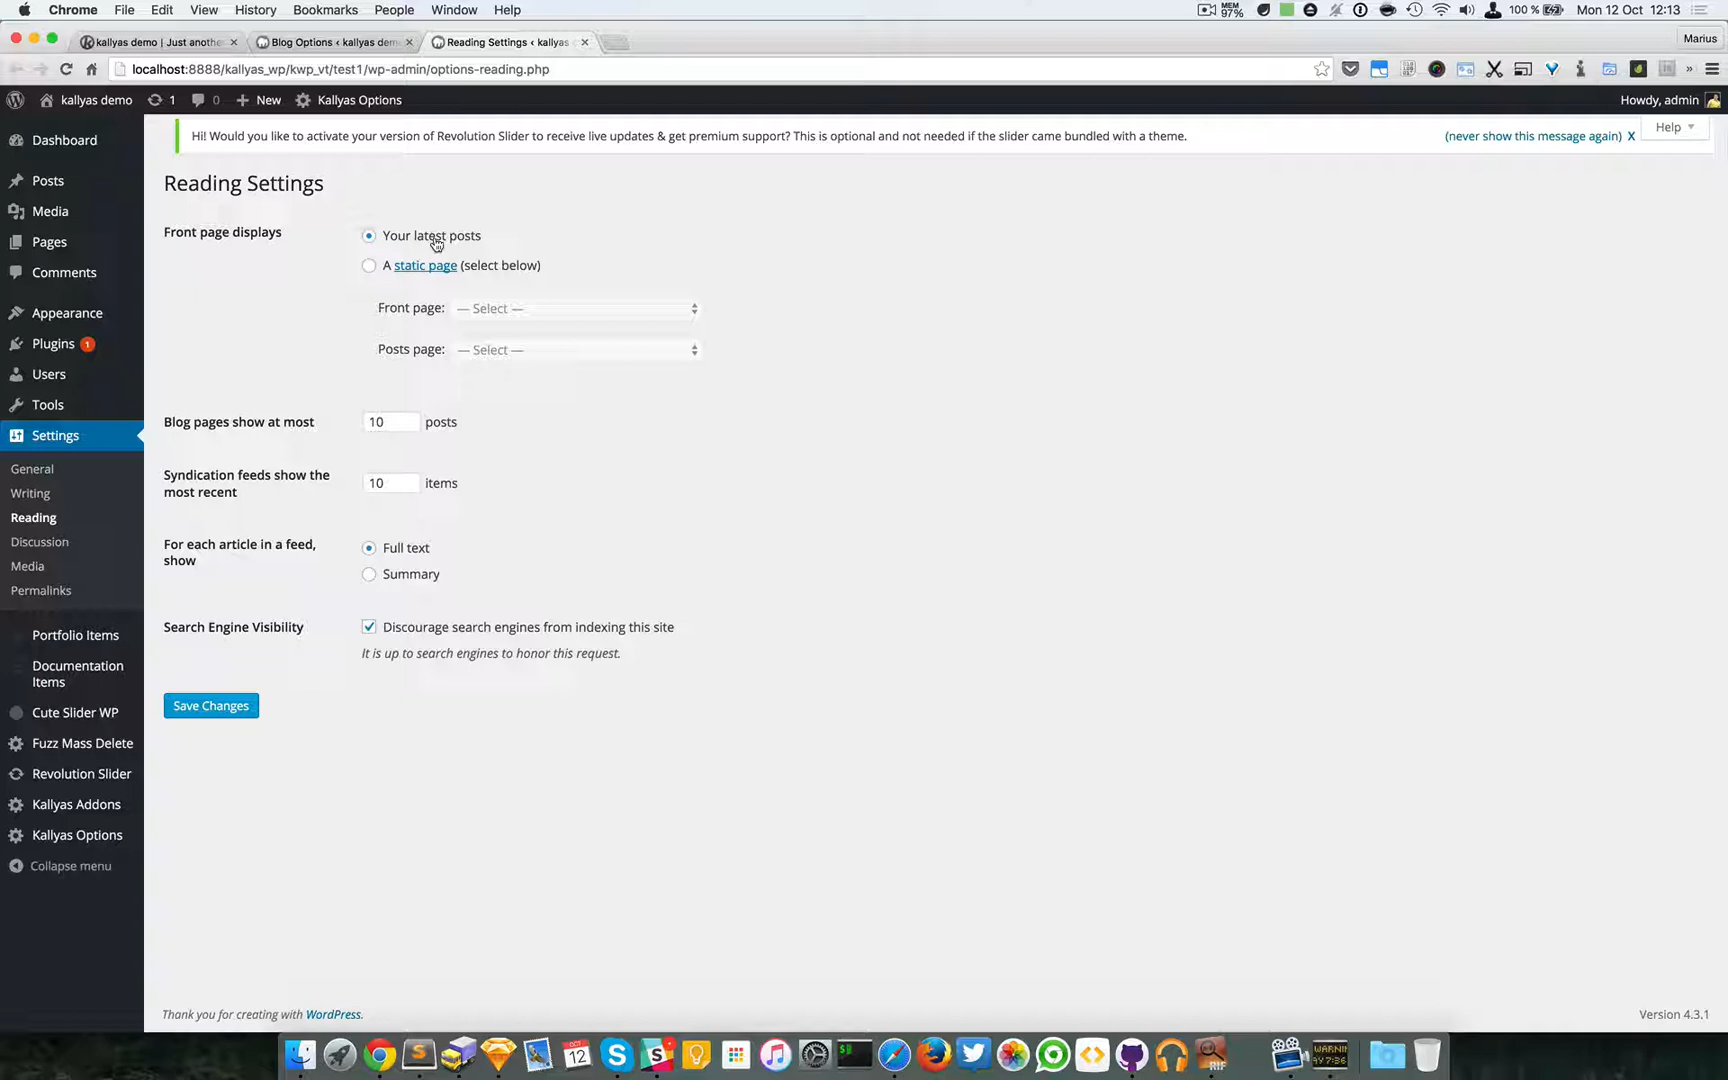 Chrome File Edit View History Bookmarks People Window Help
MEM 97% 100 % Mon 12 Oct 12:13
kallyas demo | Just anothe
Blog Options ‹ kallyas dem
Reading Settings ‹ kallyas
Marius
localhost:8888/kallyas_wp/kwp_vt/test1/wp-admin/options-reading.php
kallyas demo 1 0 New Kallyas Options
Howdy, admin
Hi! Would you like to activate your version of Revolution Slider to receive live updates & get premium support? This is optional and not needed if the slider came bundled with a theme.
(never show this message again) X
Help
Dashboard
Posts
Media
Pages
Comments
Appearance
Plugins 1
Users
Tools
Settings
General
Writing
Reading
Discussion
Media
Permalinks
Portfolio Items
Documentation
Items
Cute Slider WP
Fuzz Mass Delete
Revolution Slider
Kallyas Addons
Kallyas Options
Collapse menu
Reading Settings
Front page displays
Your latest posts
A static page (select below)
Front page: — Select —
Posts page: — Select —
Blog pages show at most 10 posts
Syndication feeds show the
most recent
10 items
For each article in a feed,
show
Full text
Summary
Search Engine Visibility
Discourage search engines from indexing this site
It is up to search engines to honor this request.
Save Changes
Thank you for creating with WordPress.
Version 4.3.1
12
RIF
WARNIN